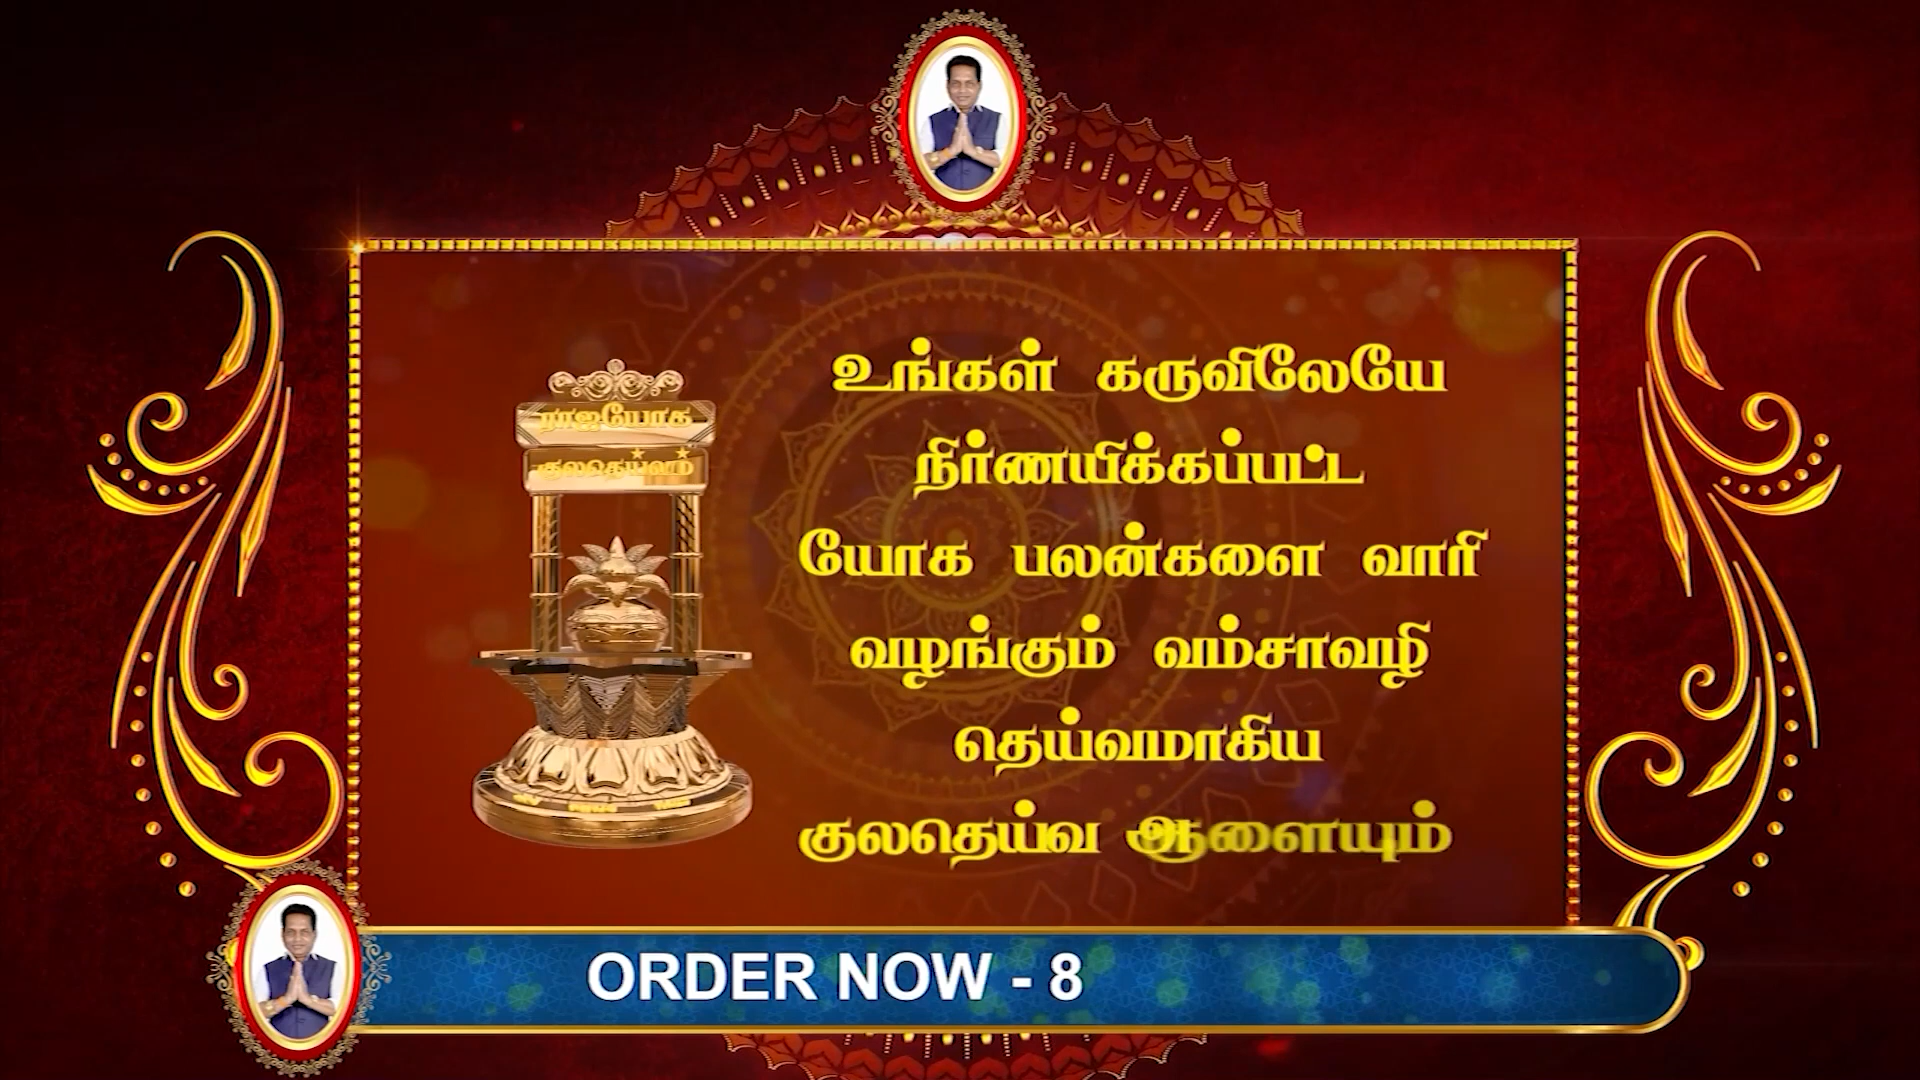 ராஜயோக
குலதெய்வம்
உங்கள் கருவிலேயே
நிர்ணயிக்கப்பட்ட
யோக பலன்களை வாரி
வழங்கும் வம்சாவழி
தெய்வமாகிய
குலதெய்வ ஆளையும்
ORDER NOW - 8